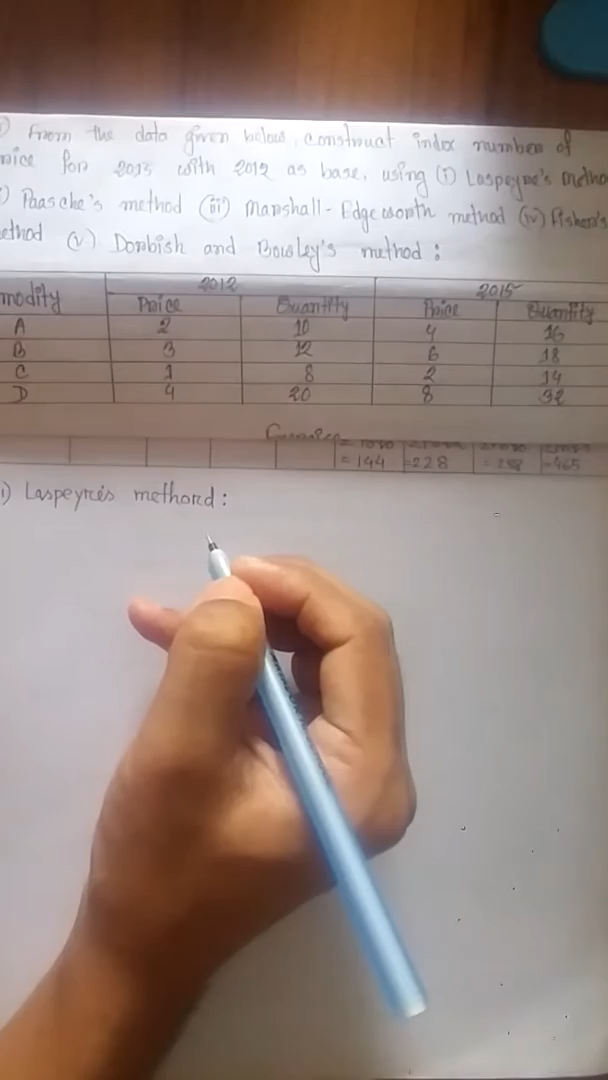 From the data given below, construct index number of
price for 2015 with 2012 as base, using (i) Laspeyre's metho
Paasche's method (iii) Marshall-Edgeworth method (iv) Fisher's
ethod (v) Dorbish and Bowley's method :
2012 2015
modity Price Quantity Price Quantity
A 2 10 4 16
B 3 12 6 18
C 1 8 2 14
D 4 20 8 32
= 144 =228 =465
i) Laspeyre's methord :